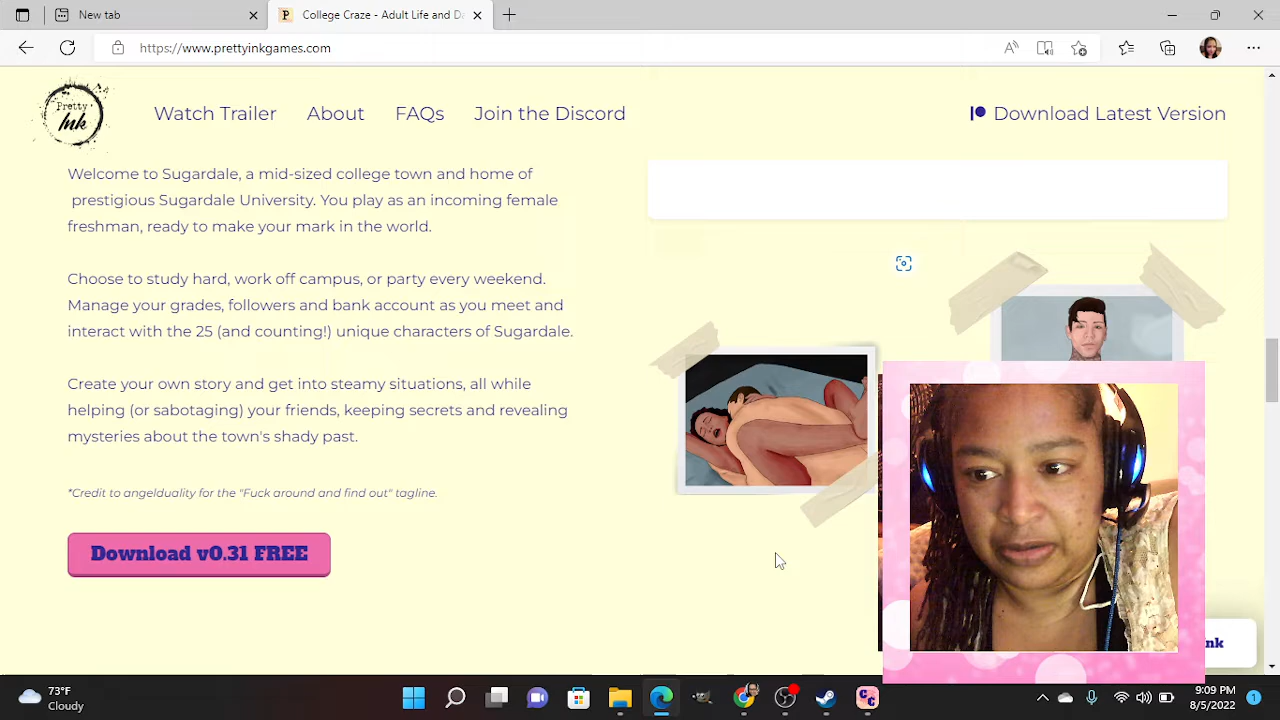 College Craze - Adult
https://www.prettyinkgames.com
Pretty
Ink
Watch Trailer
About
FAQs
Join the Discord
Download Latest Version
Welcome to Sugardale, a mid-sized college town and home of
prestigious Sugardale University. You play as an incoming female
freshman, ready to make your mark in the world.
Choose to study hard, work off campus, or party every weekend.
Manage your grades, followers and bank account as you meet and
interact with the 25 (and counting!) unique characters of Sugardale.
Create your own story and get into steamy situations, all while
helping (or sabotaging) your friends, keeping secrets and revealing
mysteries about the town's shady past.
*Credit to angelduality for the "Fuck around and find out" tagline.
Download v0.31 FREE
nk
73°F
Cloudy
9:09 PM
9/5/2022